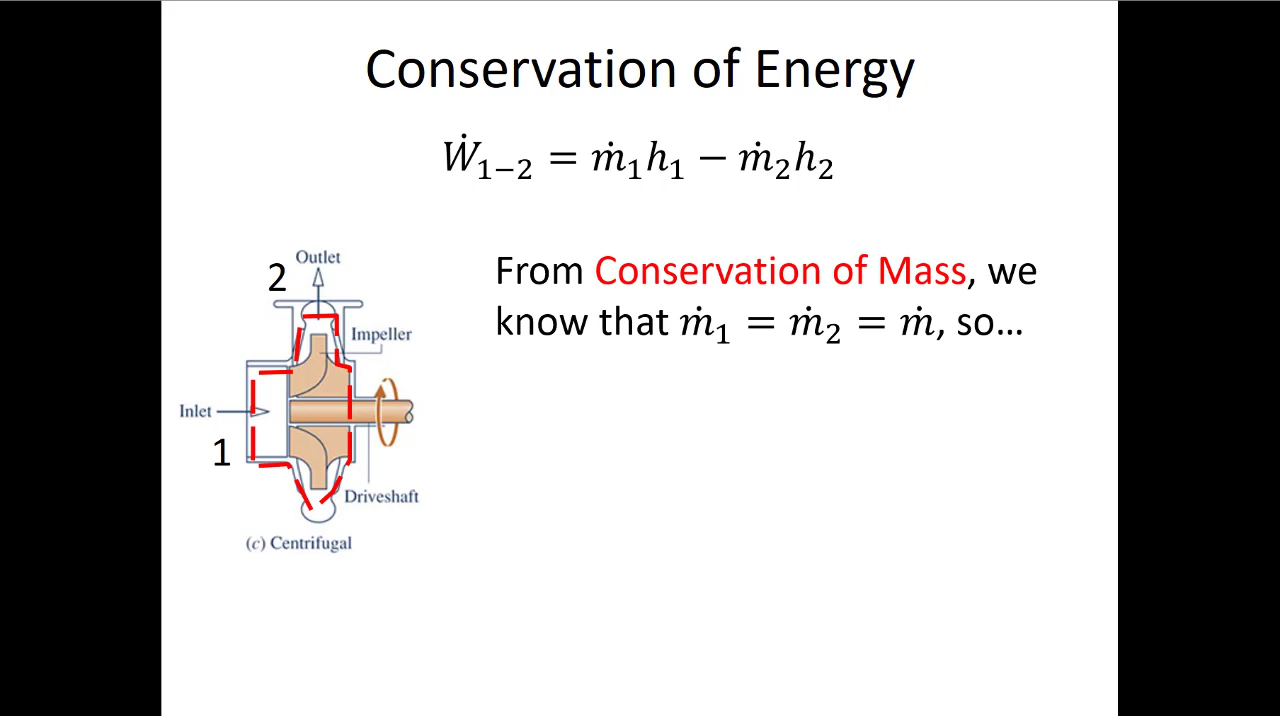 Conservation of Energy
Ẇ₁₋₂ = ṁ₁h₁ − ṁ₂h₂
From Conservation of Mass, we
know that ṁ₁ = ṁ₂ = ṁ, so...
2
Outlet
Impeller
Inlet
1
Driveshaft
(c) Centrifugal